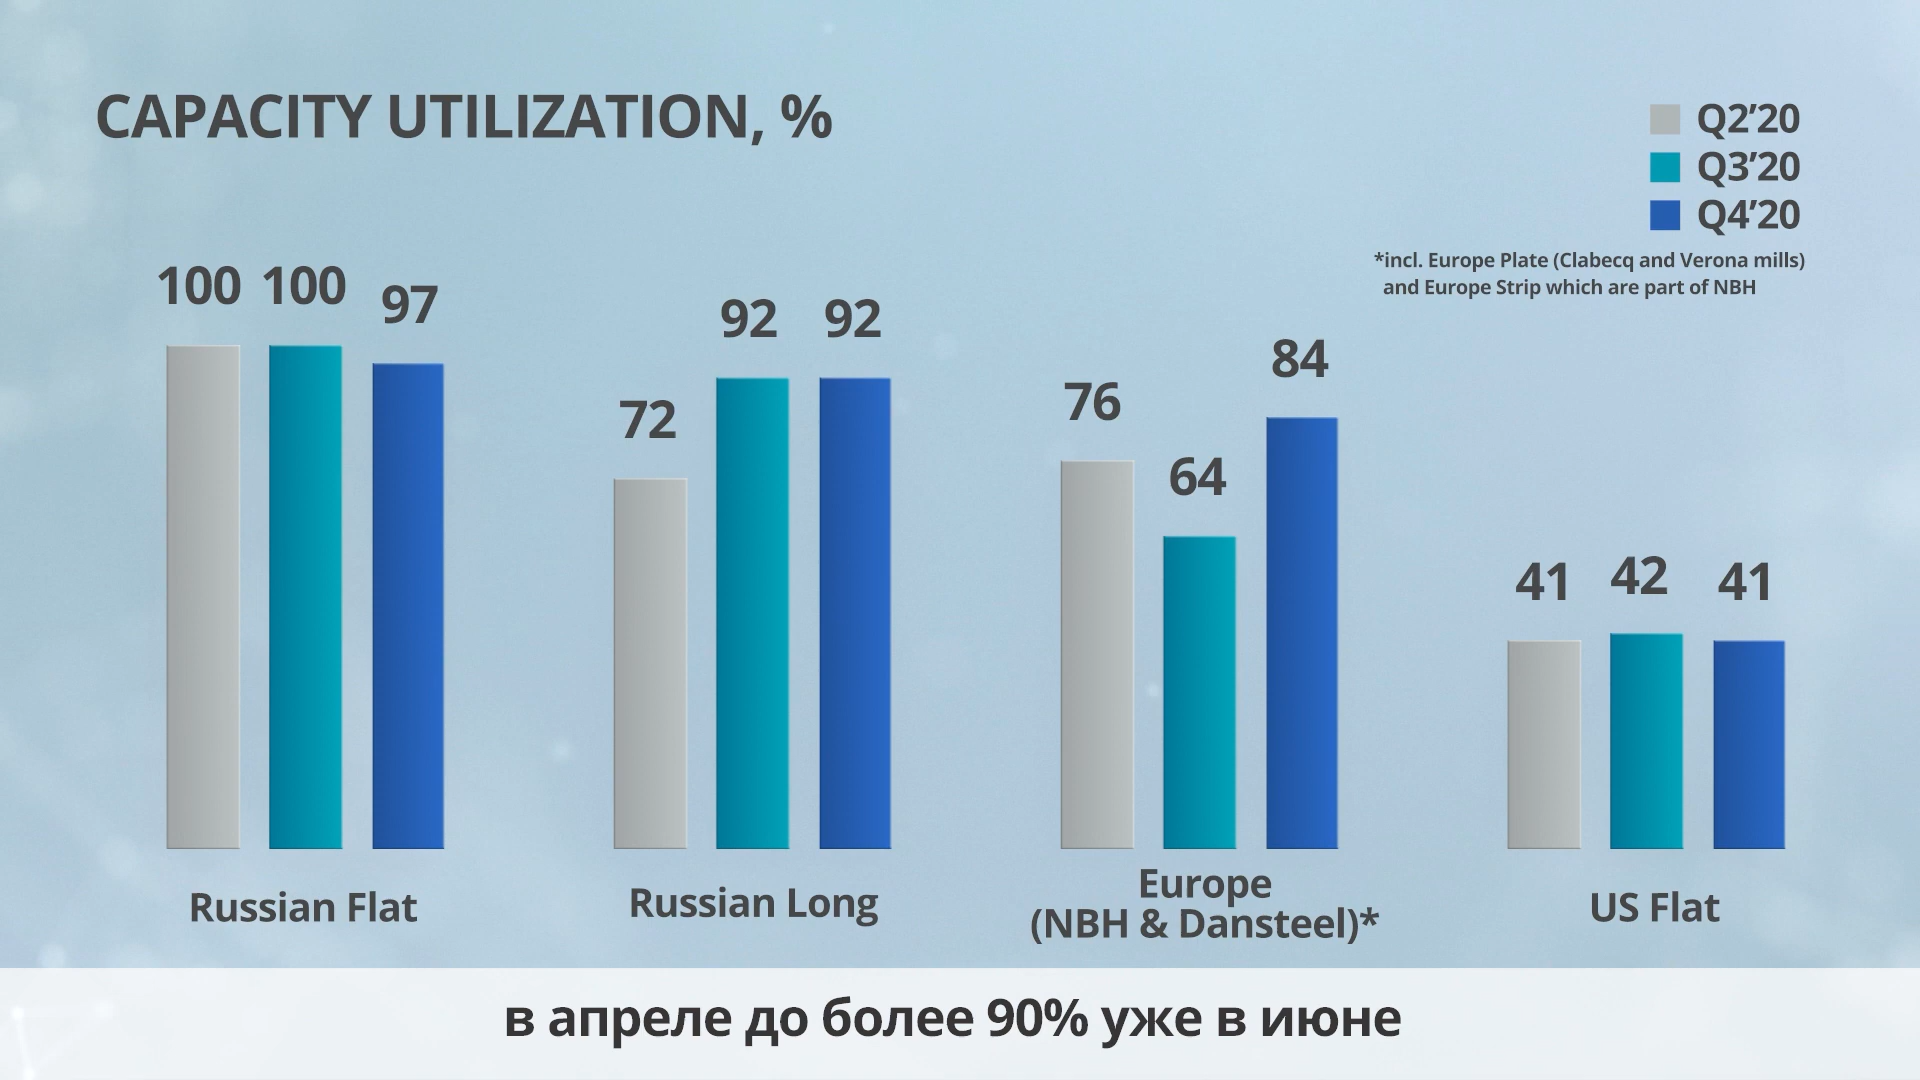 CAPACITY UTILIZATION, %
Q2’20
Q3’20
Q4’20
*incl. Europe Plate (Clabecq and Verona mills)
and Europe Strip which are part of NBH
100 100 97
72 92 92
76 64 84
41 42 41
Russian Flat
Russian Long
Europe
(NBH & Dansteel)*
US Flat
в апреле до более 90% уже в июне